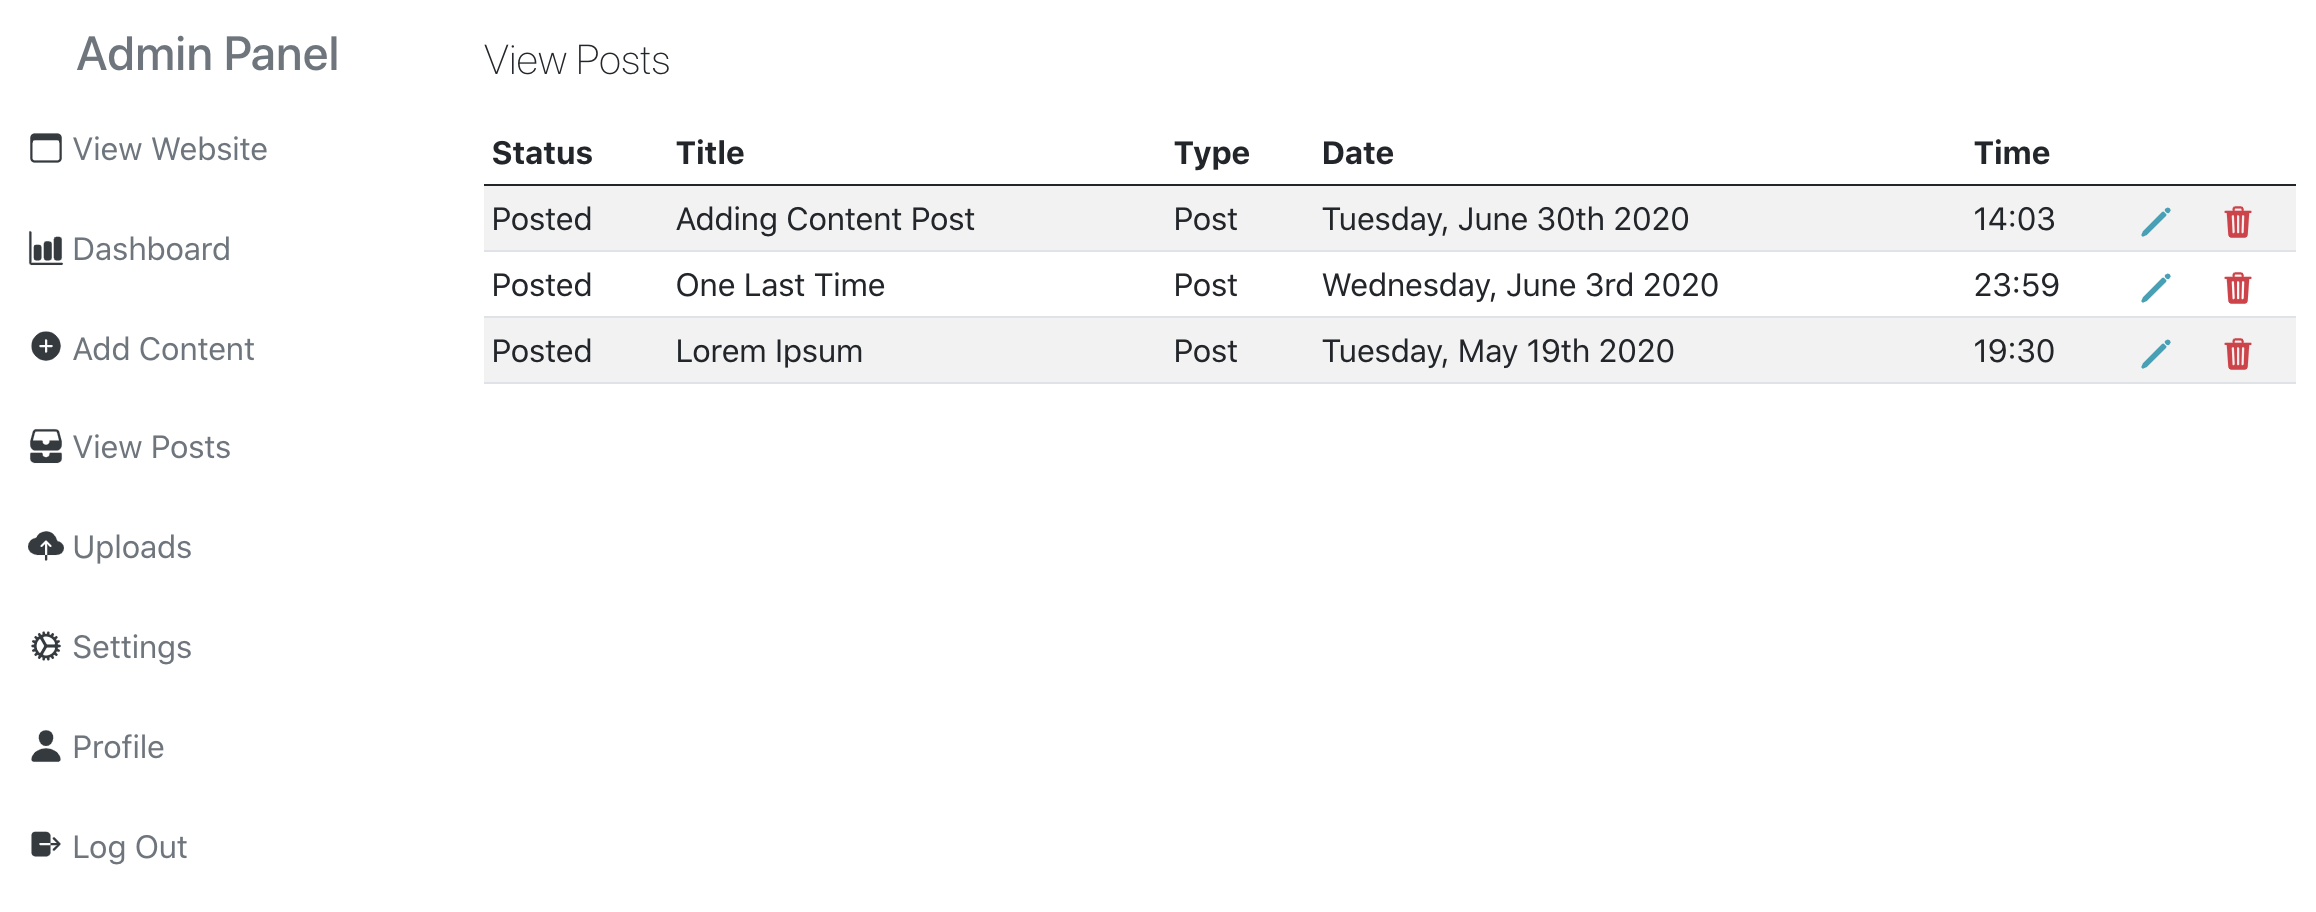 Admin Panel
View Website
Dashboard
Add Content
View Posts
Uploads
Settings
Profile
Log Out
View Posts
Status Title Type Date Time
Posted Adding Content Post Post Tuesday, June 30th 2020 14:03
Posted One Last Time Post Wednesday, June 3rd 2020 23:59
Posted Lorem Ipsum Post Tuesday, May 19th 2020 19:30